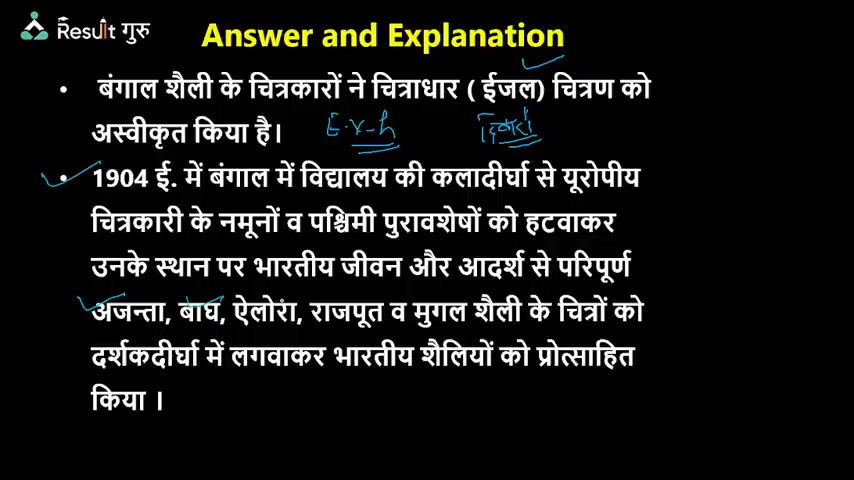 Result गुरु
Answer and Explanation
• बंगाल शैली के चित्रकारों ने चित्राधार ( ईजल) चित्रण को
अस्वीकृत किया है।
• 1904 ई. में बंगाल में विद्यालय की कलादीर्घा से यूरोपीय
चित्रकारी के नमूनों व पश्चिमी पुरावशेषों को हटवाकर
उनके स्थान पर भारतीय जीवन और आदर्श से परिपूर्ण
अजन्ता, बाघ, ऐलोरा, राजपूत व मुगल शैली के चित्रों को
दर्शकदीर्घा में लगवाकर भारतीय शैलियों को प्रोत्साहित
किया ।